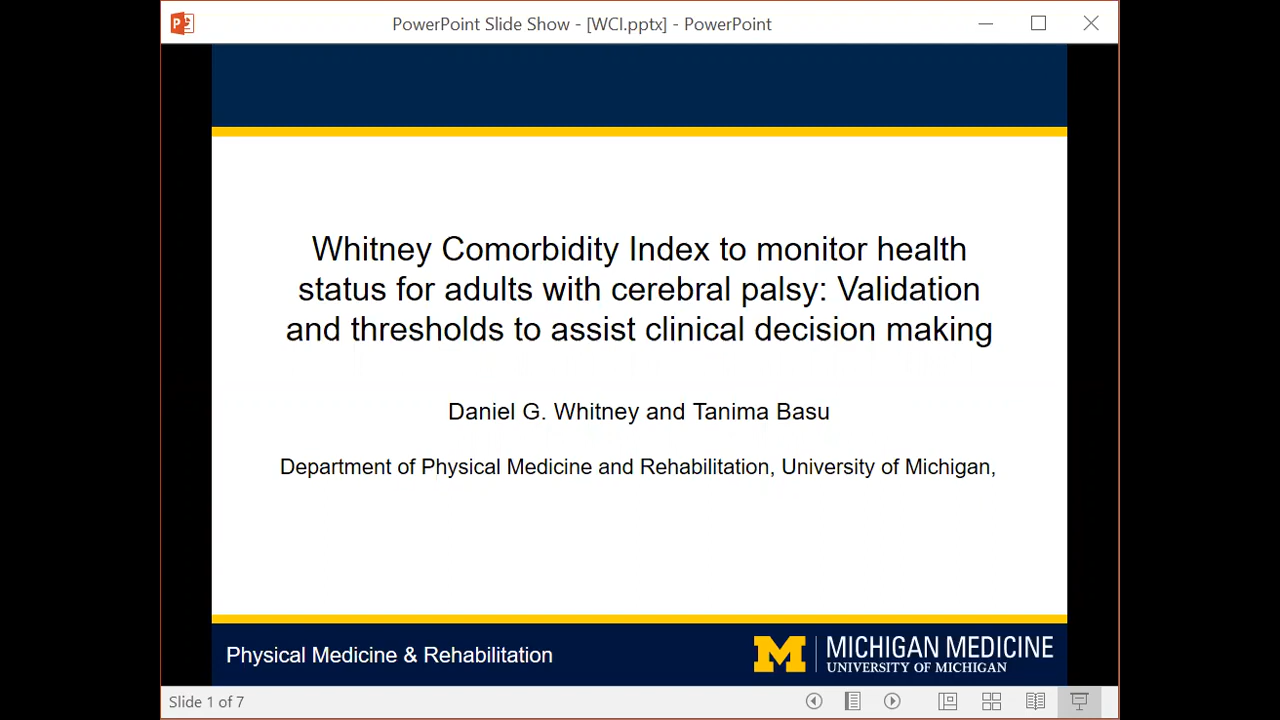 PowerPoint Slide Show - [WCI.pptx] - PowerPoint
Whitney Comorbidity Index to monitor health
status for adults with cerebral palsy: Validation
and thresholds to assist clinical decision making
Daniel G. Whitney and Tanima Basu
Department of Physical Medicine and Rehabilitation, University of Michigan,
Physical Medicine & Rehabilitation
MICHIGAN MEDICINE
UNIVERSITY OF MICHIGAN
Slide 1 of 7